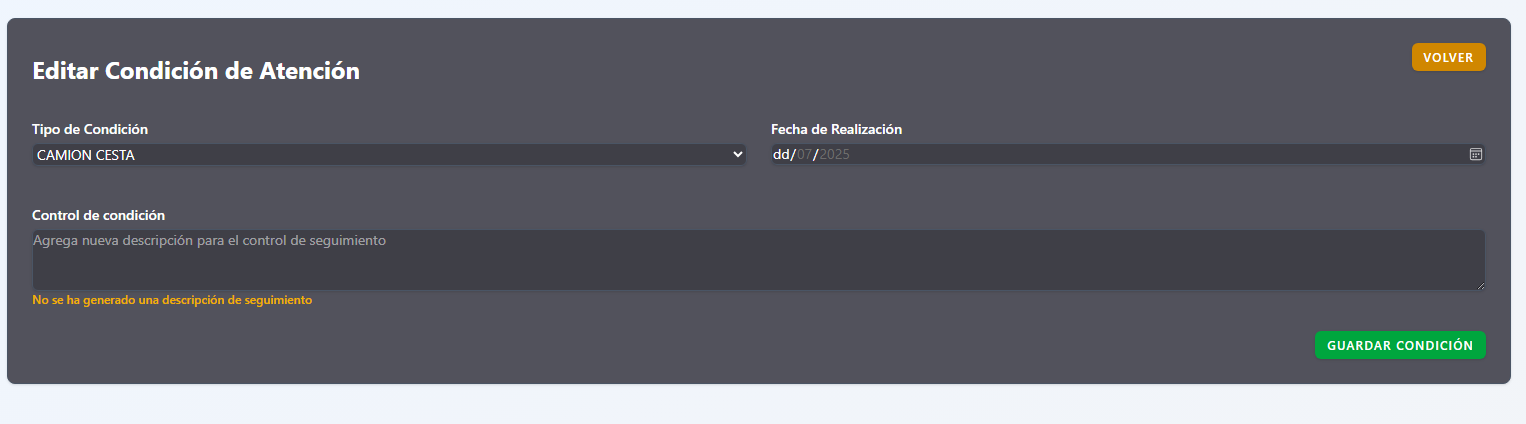 Editar Condición de Atención
VOLVER
Tipo de Condición
CAMION CESTA
Fecha de Realización
dd/07/2025
Control de condición
Agrega nueva descripción para el control de seguimiento
No se ha generado una descripción de seguimiento
GUARDAR CONDICIÓN